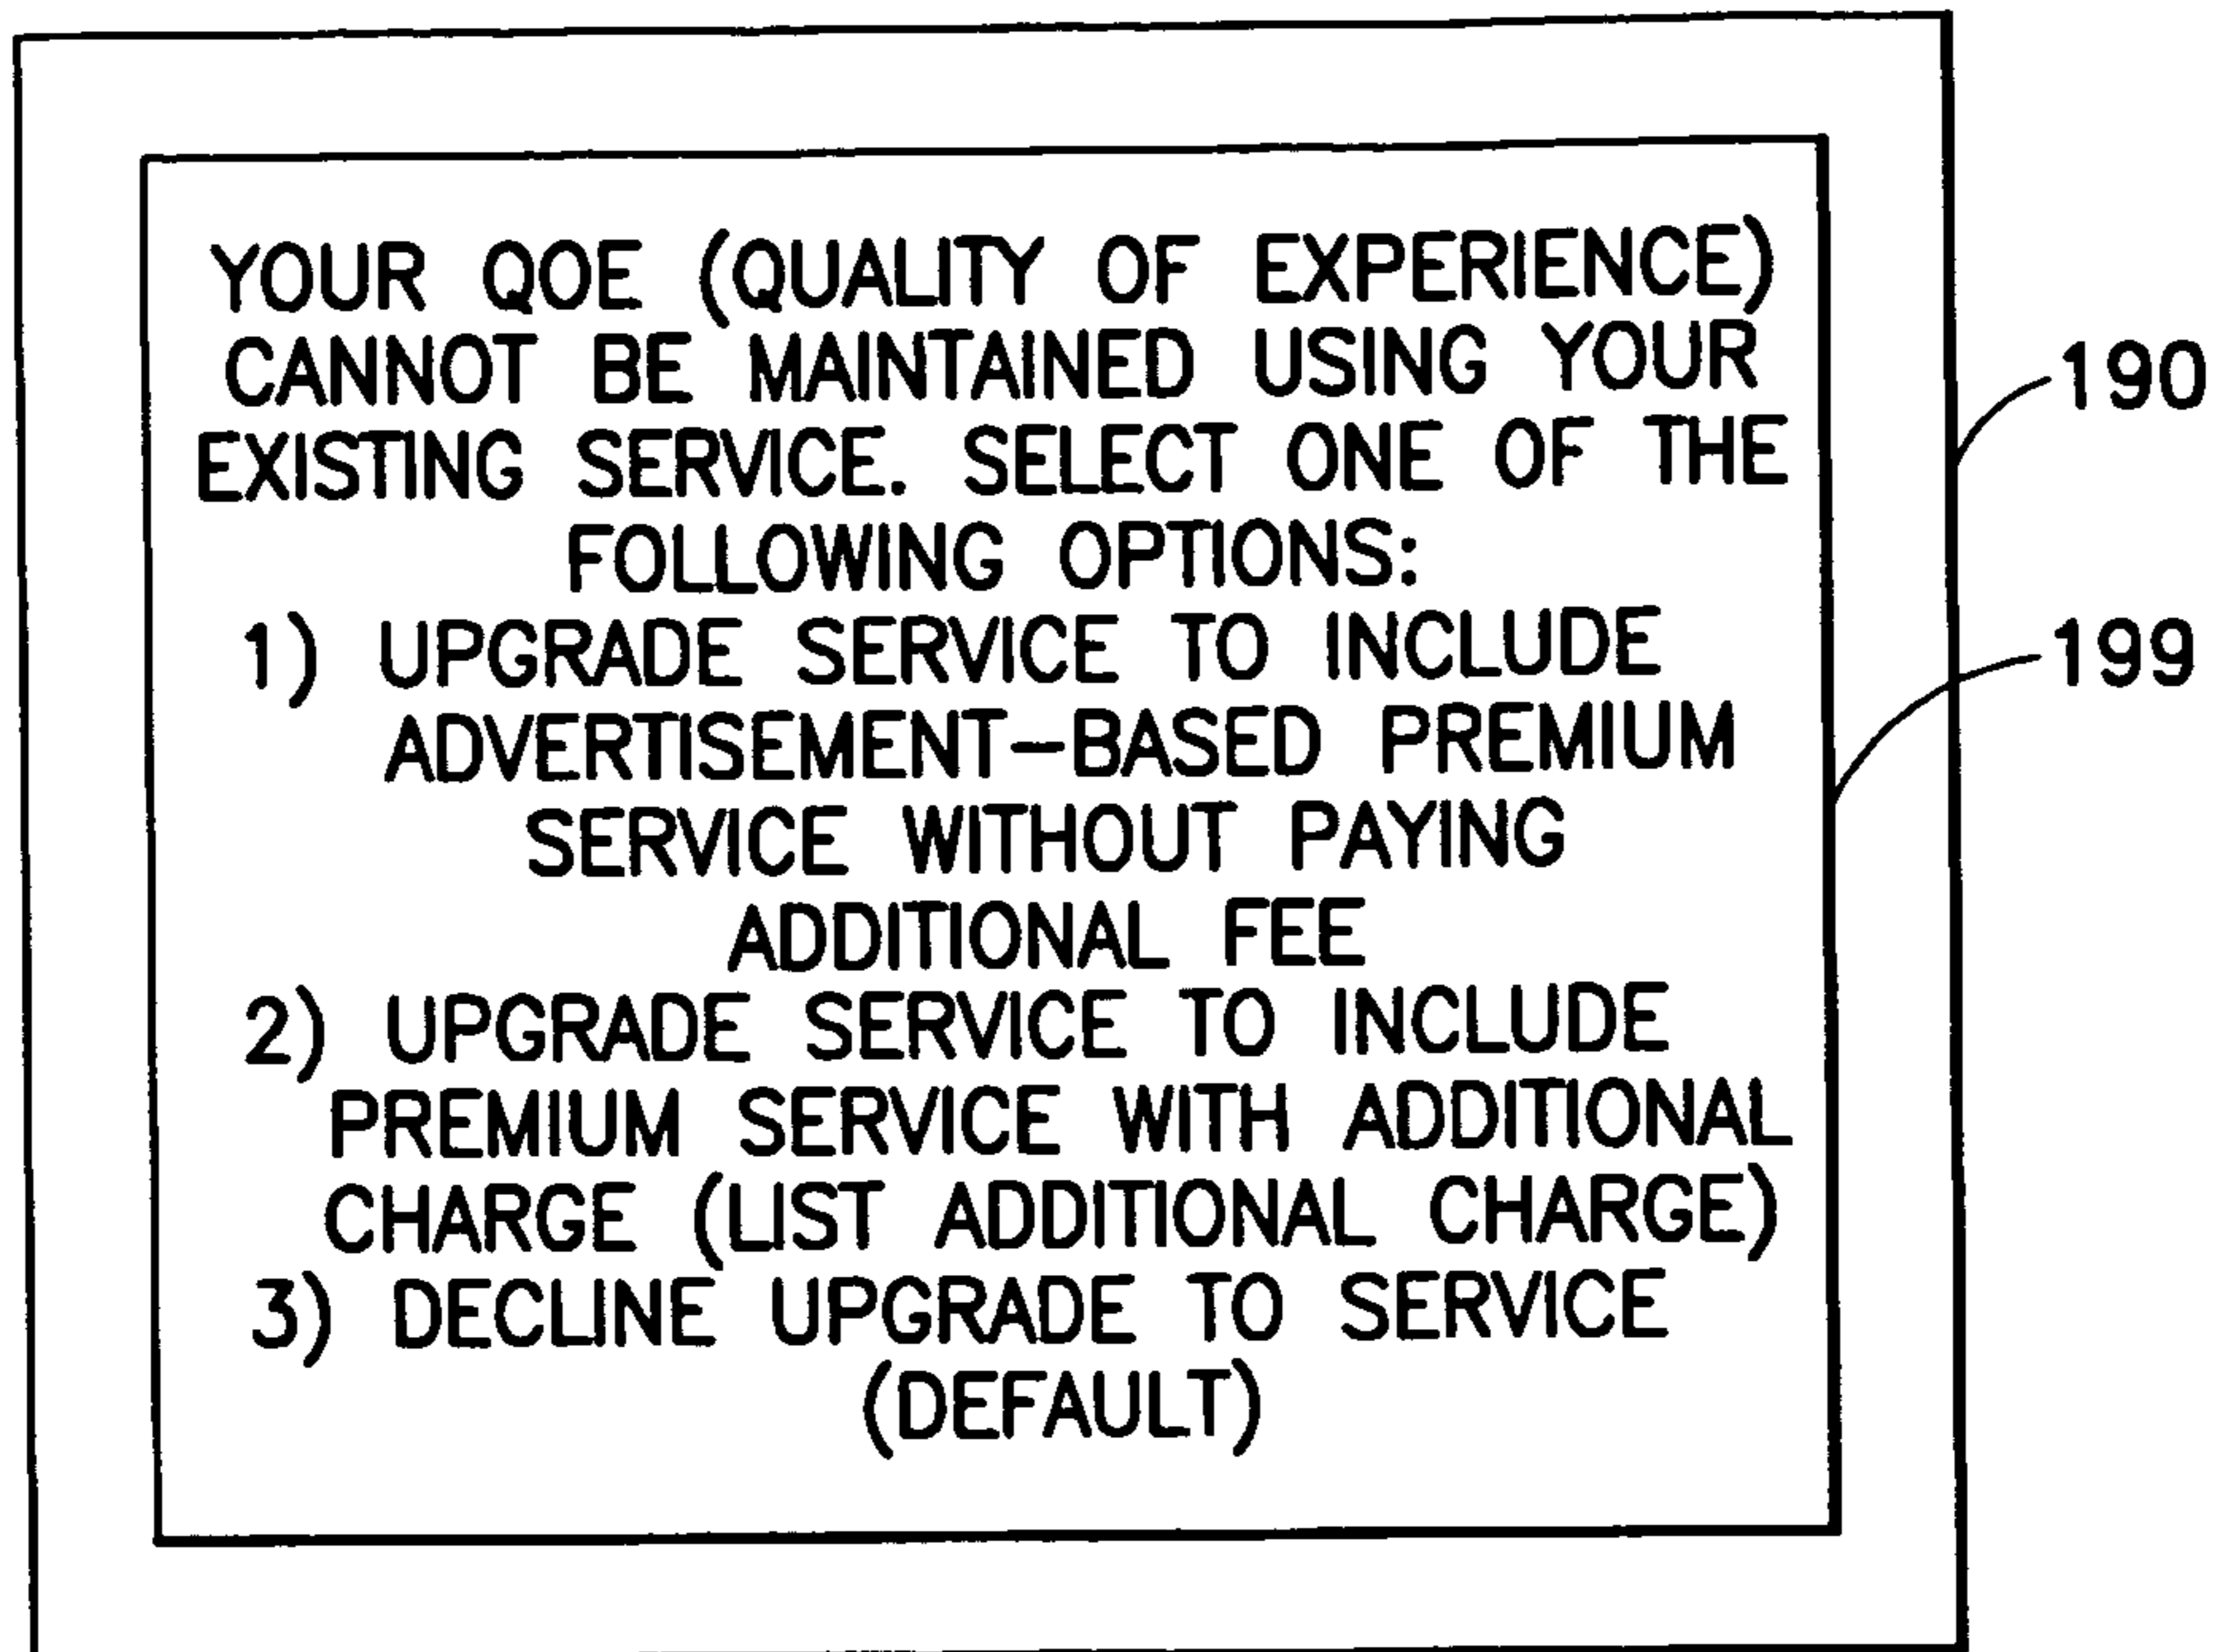 YOUR QOE (QUALITY OF EXPERIENCE)
CANNOT BE MAINTAINED USING YOUR
EXISTING SERVICE. SELECT ONE OF THE
FOLLOWING OPTIONS:
1) UPGRADE SERVICE TO INCLUDE
ADVERTISEMENT-BASED PREMIUM
SERVICE WITHOUT PAYING
ADDITIONAL FEE
2) UPGRADE SERVICE TO INCLUDE
PREMIUM SERVICE WITH ADDITIONAL
CHARGE (LIST ADDITIONAL CHARGE)
3) DECLINE UPGRADE TO SERVICE
(DEFAULT)
190
199